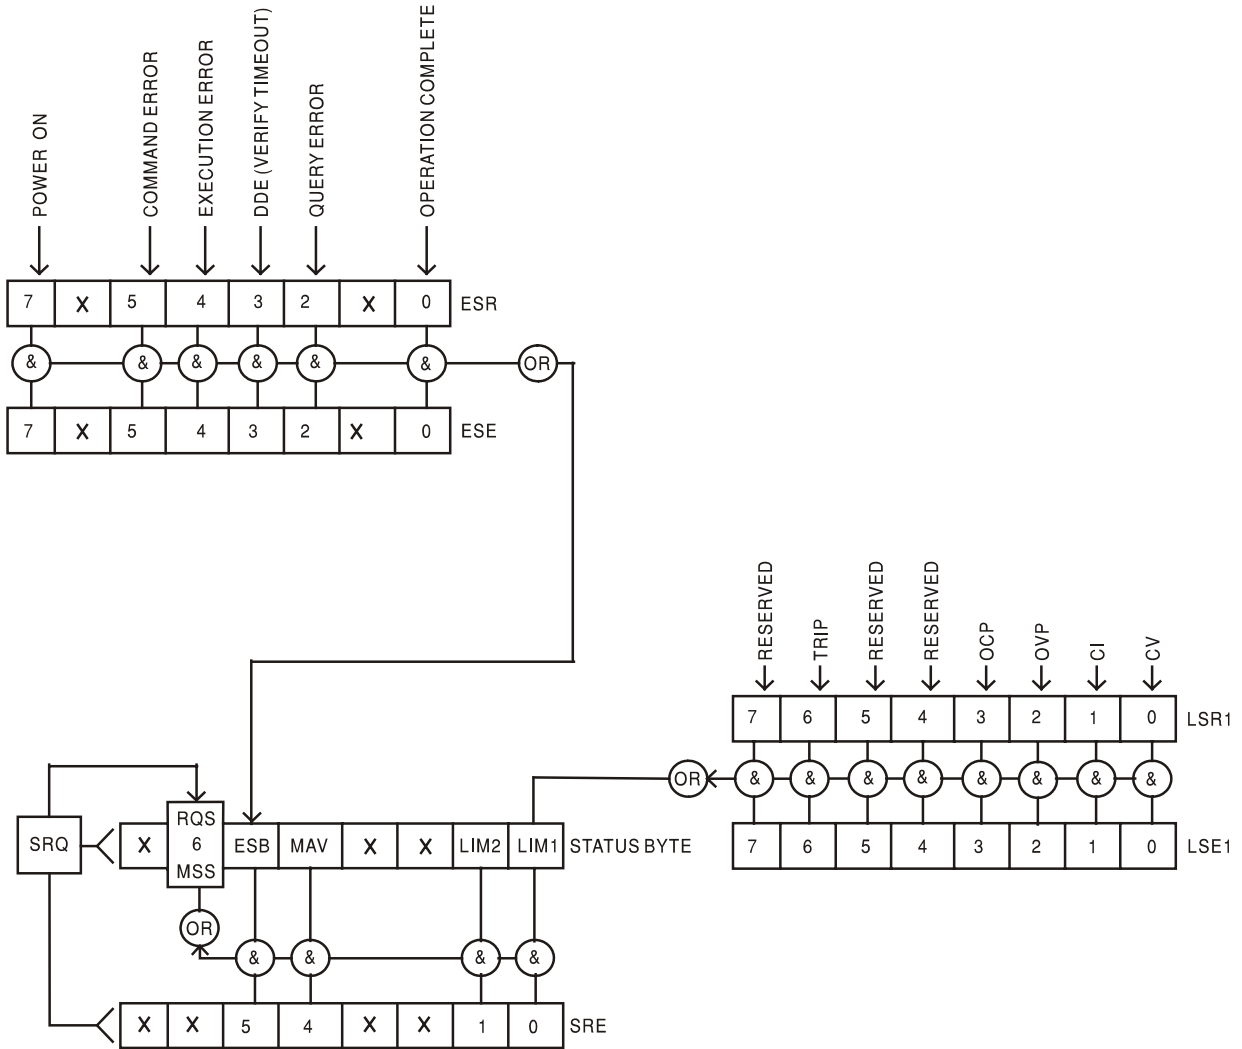 POWER ON
COMMAND ERROR
EXECUTION ERROR
DDE (VERIFY TIMEOUT)
QUERY ERROR
OPERATION COMPLETE
7 X 5 4 3 2 X 0 ESR
& & & & & & OR
7 X 5 4 3 2 X 0 ESE
RESERVED
TRIP
RESERVED
RESERVED
OCP
OVP
CI
CV
7 6 5 4 3 2 1 0 LSR1
OR & & & & & & & &
7 6 5 4 3 2 1 0 LSE1
SRQ
X
RQS
6
MSS
ESB MAV X X LIM2 LIM1 STATUS BYTE
OR
& & & &
X X 5 4 X X 1 0 SRE